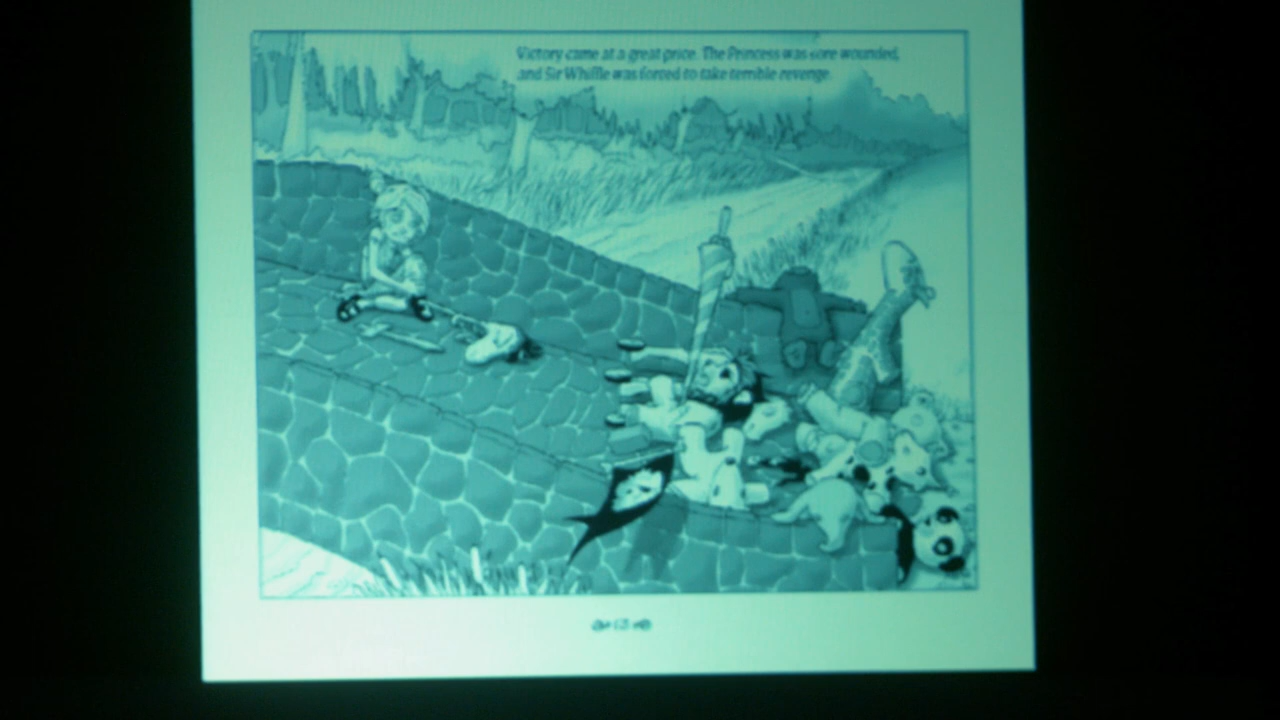 Victory came at a great price. The Princess was sore wounded,
and Sir Whiffle was forced to take terrible revenge.